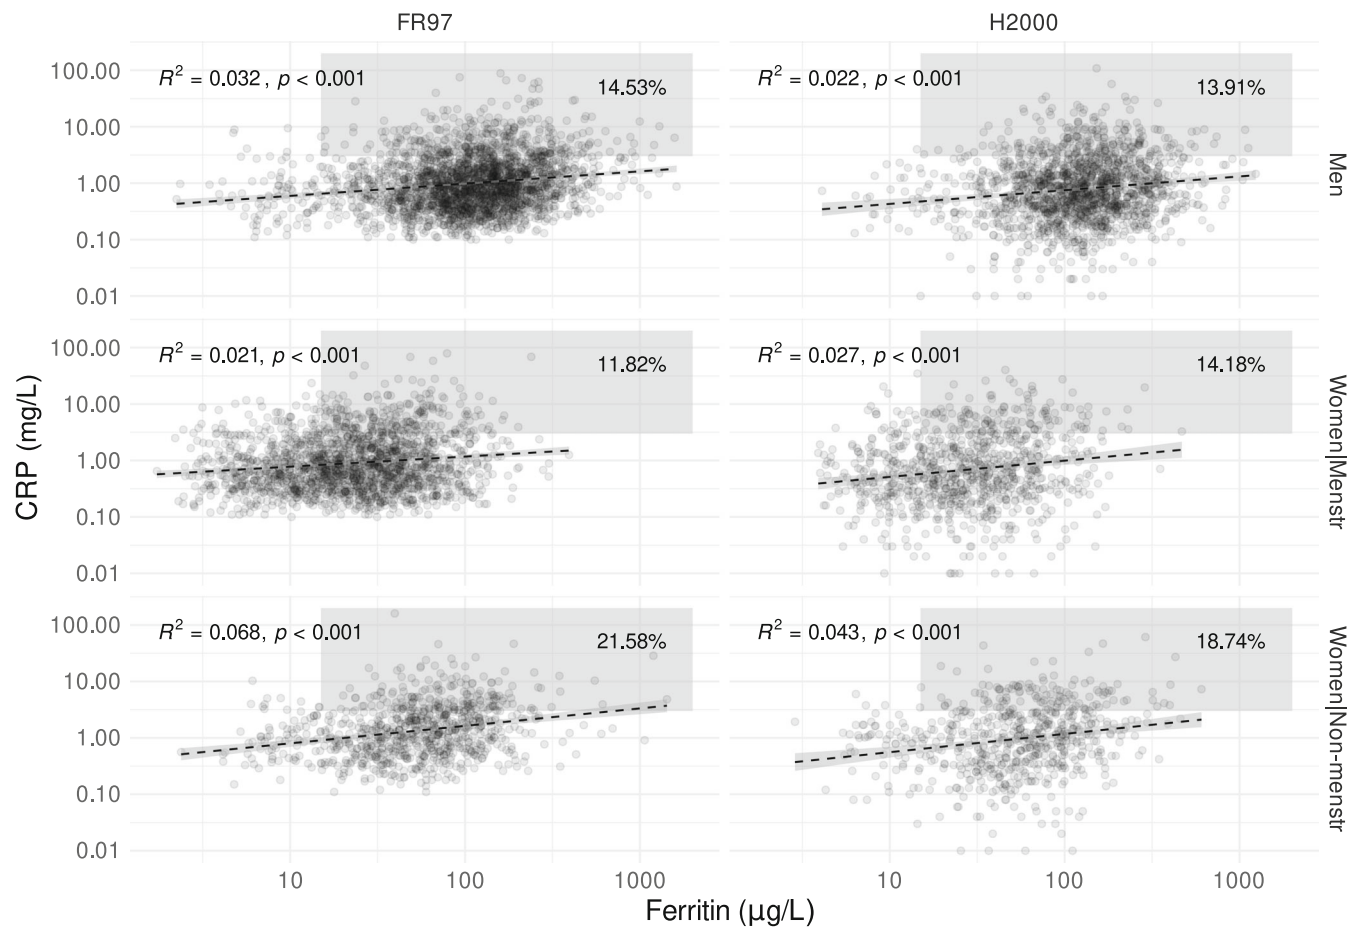 FR97
H2000
R² = 0.032, p < 0.001
14.53%
R² = 0.022, p < 0.001
13.91%
100.00
10.00
1.00
0.10
0.01
Men
R² = 0.021, p < 0.001
11.82%
R² = 0.027, p < 0.001
14.18%
100.00
10.00
1.00
0.10
0.01
Women|Menstr
CRP (mg/L)
R² = 0.068, p < 0.001
21.58%
R² = 0.043, p < 0.001
18.74%
100.00
10.00
1.00
0.10
0.01
Women|Non-menstr
10 100 1000
10 100 1000
Ferritin (μg/L)